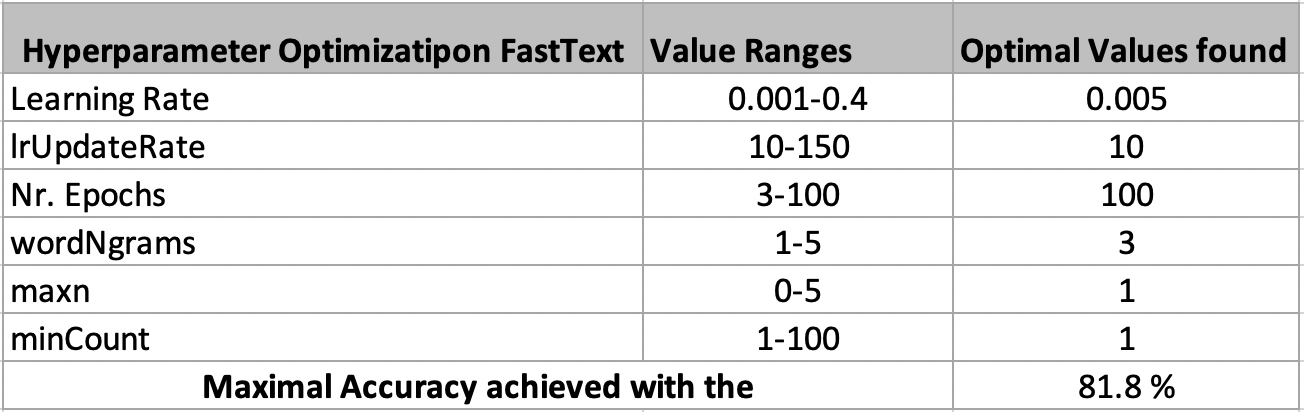 Hyperparameter Optimizatipon FastText Value Ranges Optimal Values found
Learning Rate 0.001-0.4 0.005
lrUpdateRate 10-150 10
Nr. Epochs 3-100 100
wordNgrams 1-5 3
maxn 0-5 1
minCount 1-100 1
Maximal Accuracy achieved with the 81.8 %